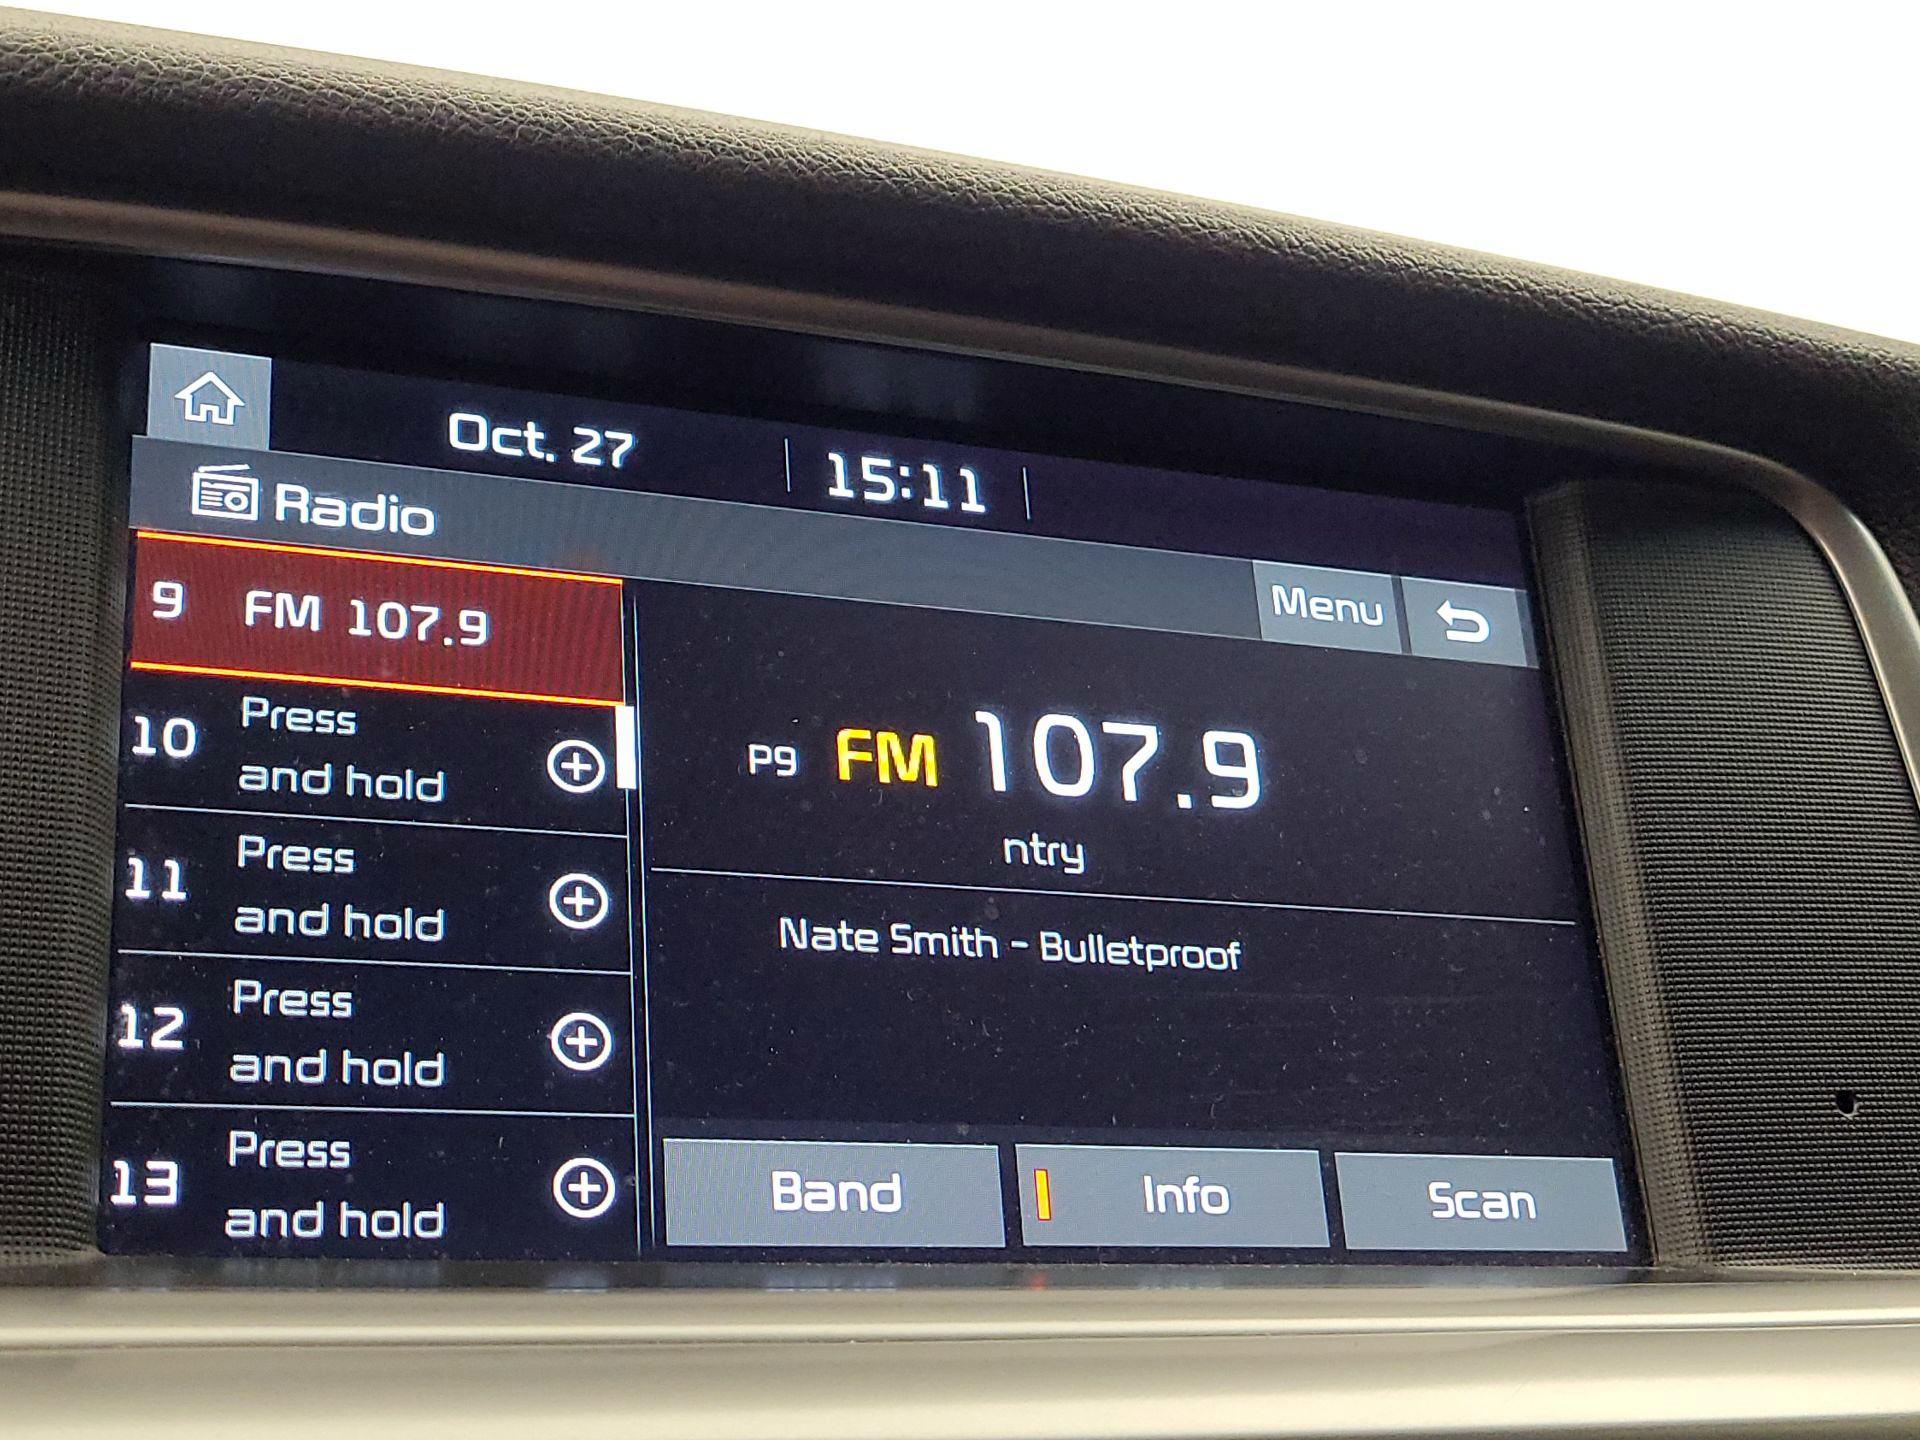 Oct. 27
15:11
Radio
Menu
9 FM 107.9
10 Press
and hold
11 Press
and hold
12 Press
and hold
13 Press
and hold
P9 FM 107.9
ntry
Nate Smith - Bulletproof
Band
Info
Scan